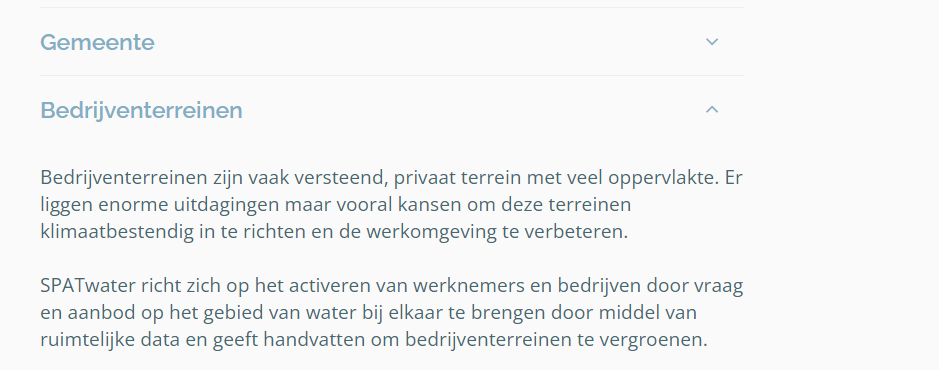 Gemeente
Bedrijventerreinen
Bedrijventerreinen zijn vaak versteend, privaat terrein met veel oppervlakte. Er
liggen enorme uitdagingen maar vooral kansen om deze terreinen
klimaatbestendig in te richten en de werkomgeving te verbeteren.
SPATwater richt zich op het activeren van werknemers en bedrijven door vraag
en aanbod op het gebied van water bij elkaar te brengen door middel van
ruimtelijke data en geeft handvatten om bedrijventerreinen te vergroenen.